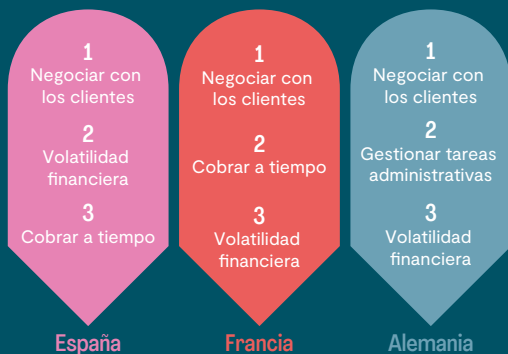 1
Negociar con
los clientes
2
Volatilidad
financiera
3
Cobrar a tiempo
España
1
Negociar con
los clientes
2
Cobrar a tiempo
3
Volatilidad
financiera
Francia
1
Negociar con
los clientes
2
Gestionar tareas
administrativas
3
Volatilidad
financiera
Alemania